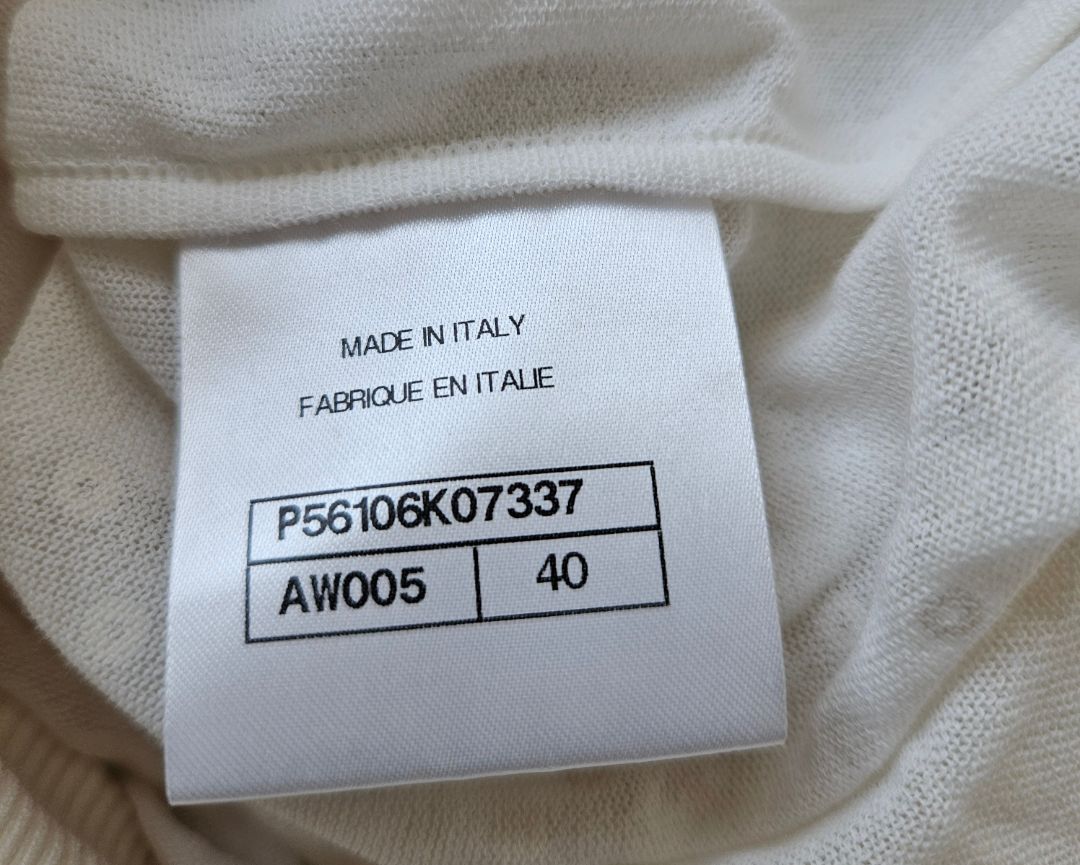 MADE IN ITALY
FABRIQUE EN ITALIE
P56106K07337
AW005 40